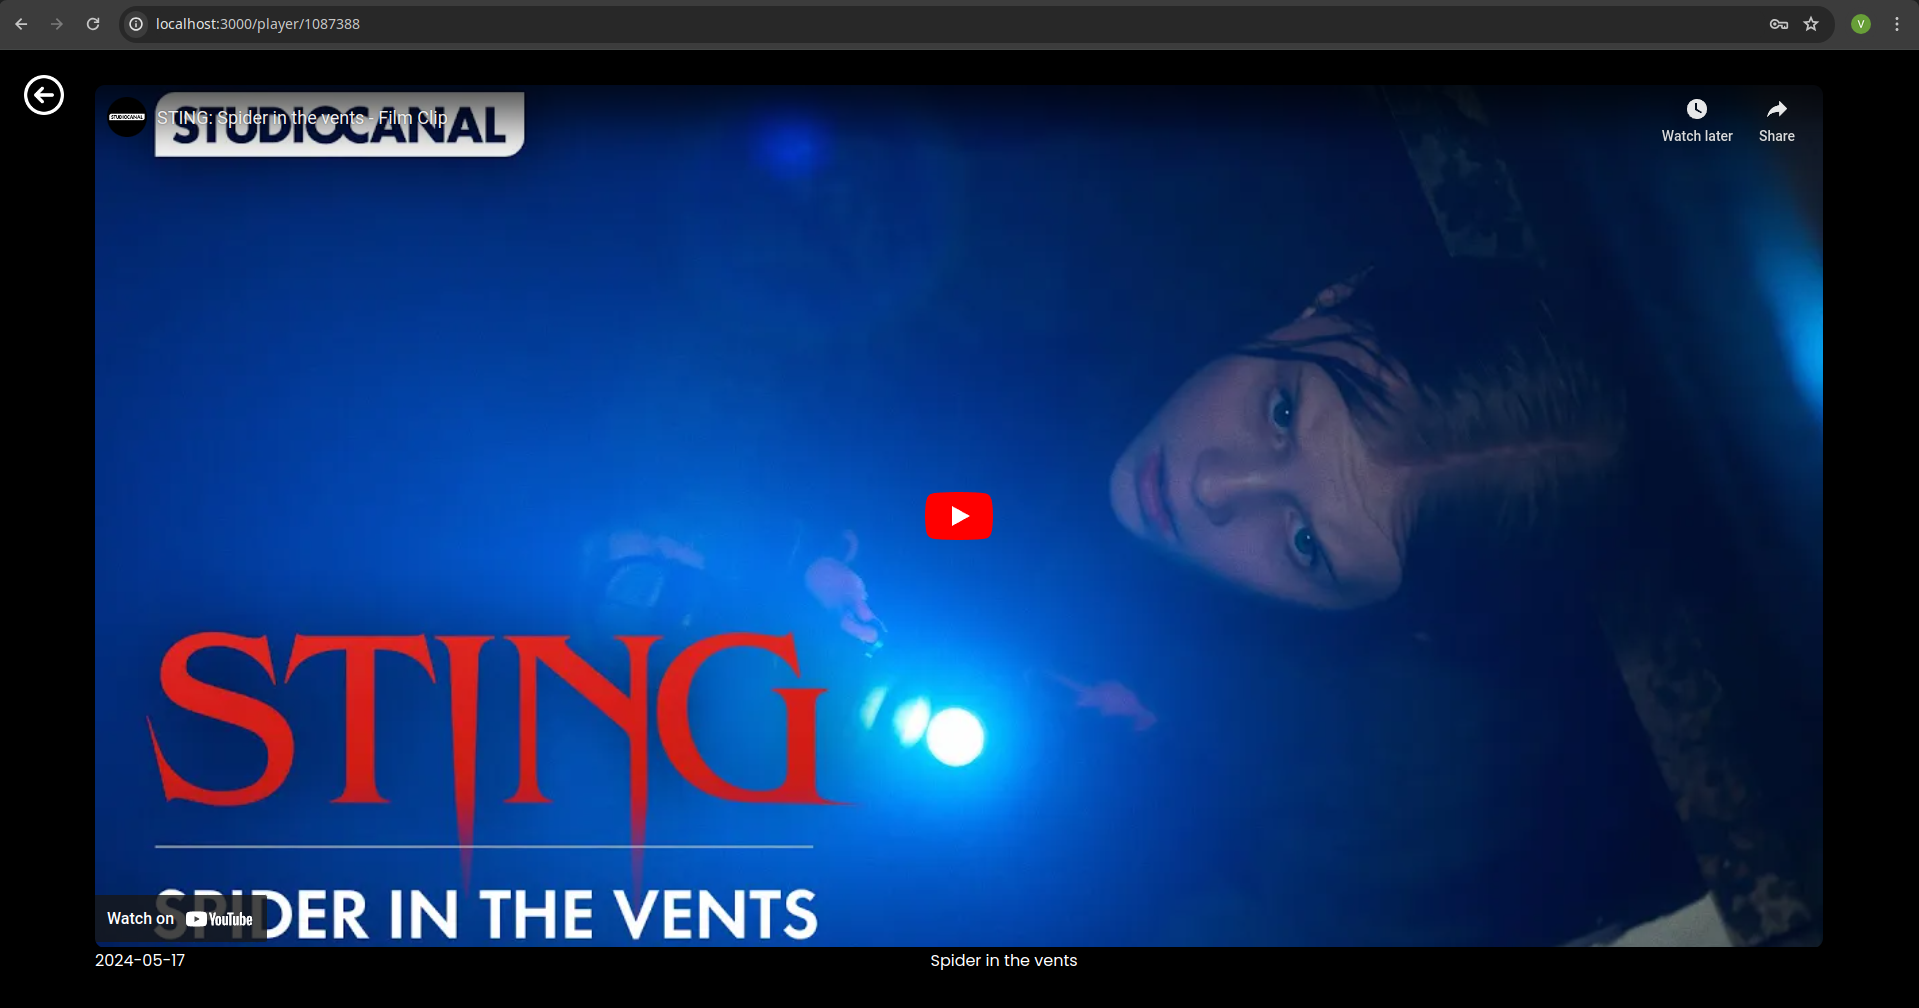 localhost:3000/player/1087388
V
STUDIOCANAL
STING: Spider in the vents - Film Clip
STUDIOCANAL
Watch later
Share
STING
SPIDER IN THE VENTS
Watch on YouTube
2024-05-17
Spider in the vents